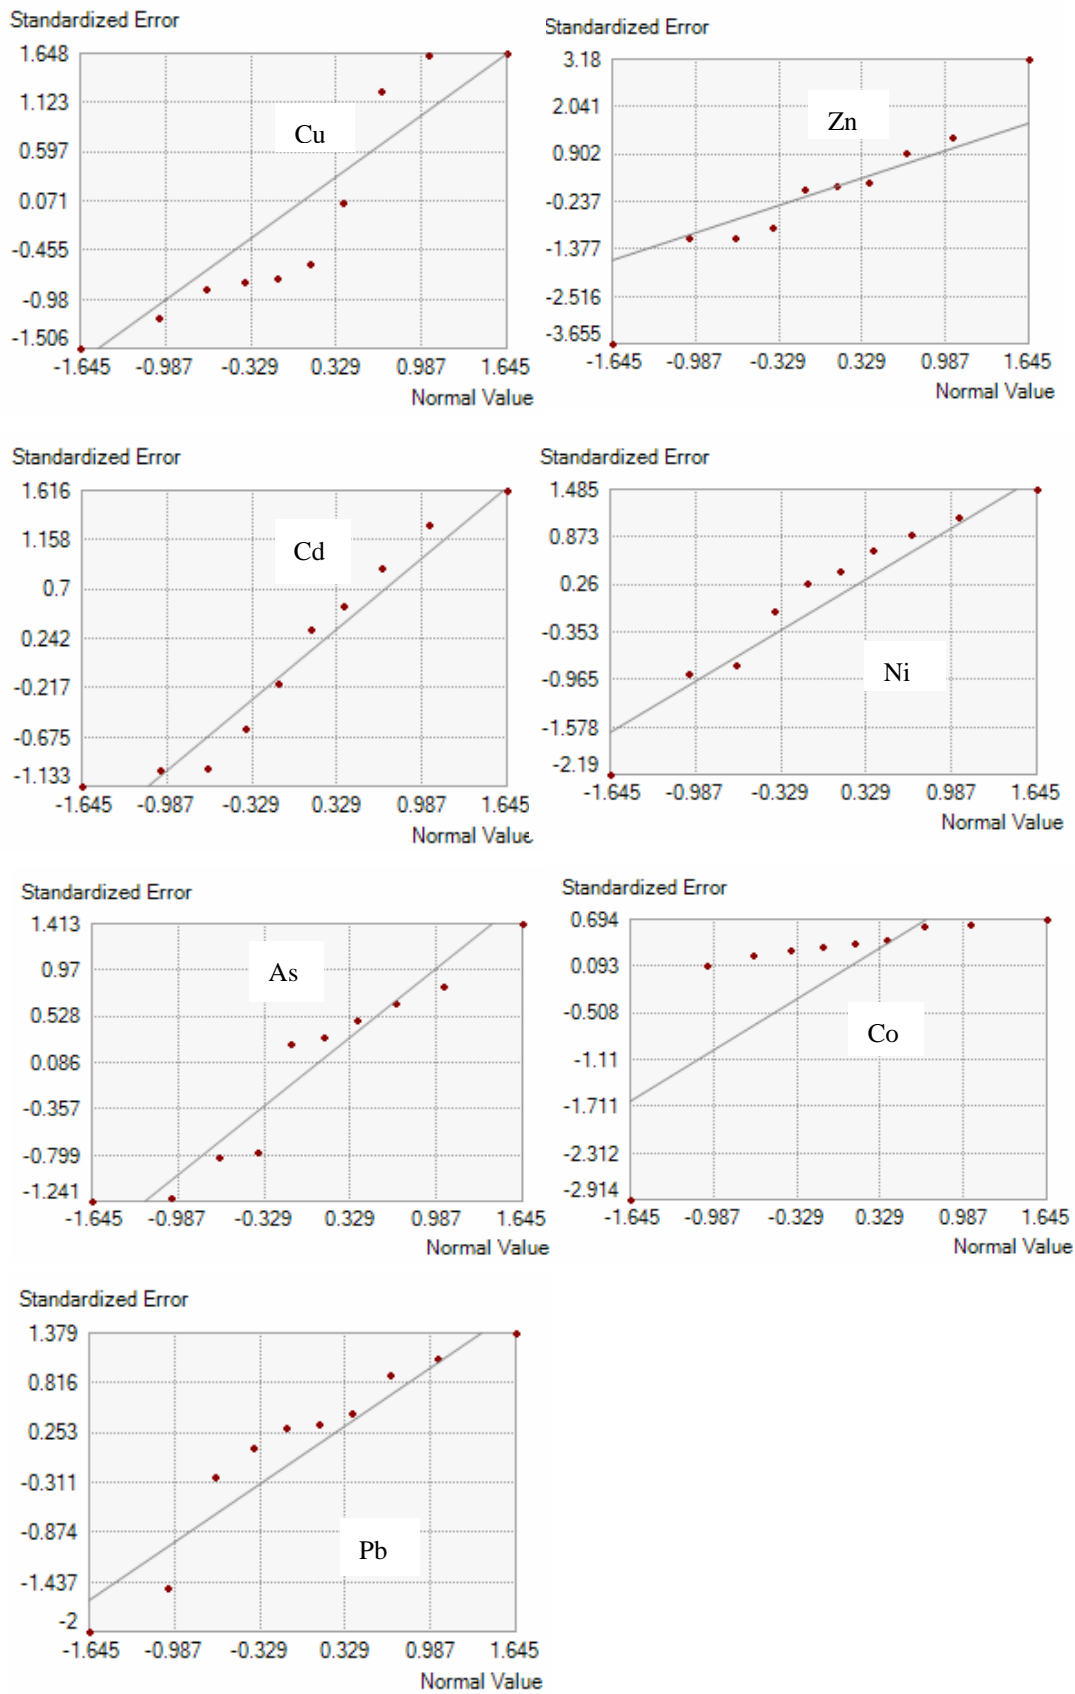 Standardized Error
1.648
1.123
0.597
0.071
-0.455
-0.98
-1.506
Cu
-1.645 -0.987 -0.329 0.329 0.987 1.645
Normal Value
Standardized Error
3.18
2.041
0.902
-0.237
-1.377
-2.516
-3.655
Zn
-1.645 -0.987 -0.329 0.329 0.987 1.645
Normal Value
Standardized Error
1.616
1.158
0.7
0.242
-0.217
-0.675
-1.133
Cd
-1.645 -0.987 -0.329 0.329 0.987 1.645
Normal Value
Standardized Error
1.485
0.873
0.26
-0.353
-0.965
-1.578
-2.19
Ni
-1.645 -0.987 -0.329 0.329 0.987 1.645
Normal Value
Standardized Error
1.413
0.97
0.528
0.086
-0.357
-0.799
-1.241
As
-1.645 -0.987 -0.329 0.329 0.987 1.645
Normal Value
Standardized Error
0.694
0.093
-0.508
-1.11
-1.711
-2.312
-2.914
Co
-1.645 -0.987 -0.329 0.329 0.987 1.645
Normal Value
Standardized Error
1.379
0.816
0.253
-0.311
-0.874
-1.437
-2
Pb
-1.645 -0.987 -0.329 0.329 0.987 1.645
Normal Value